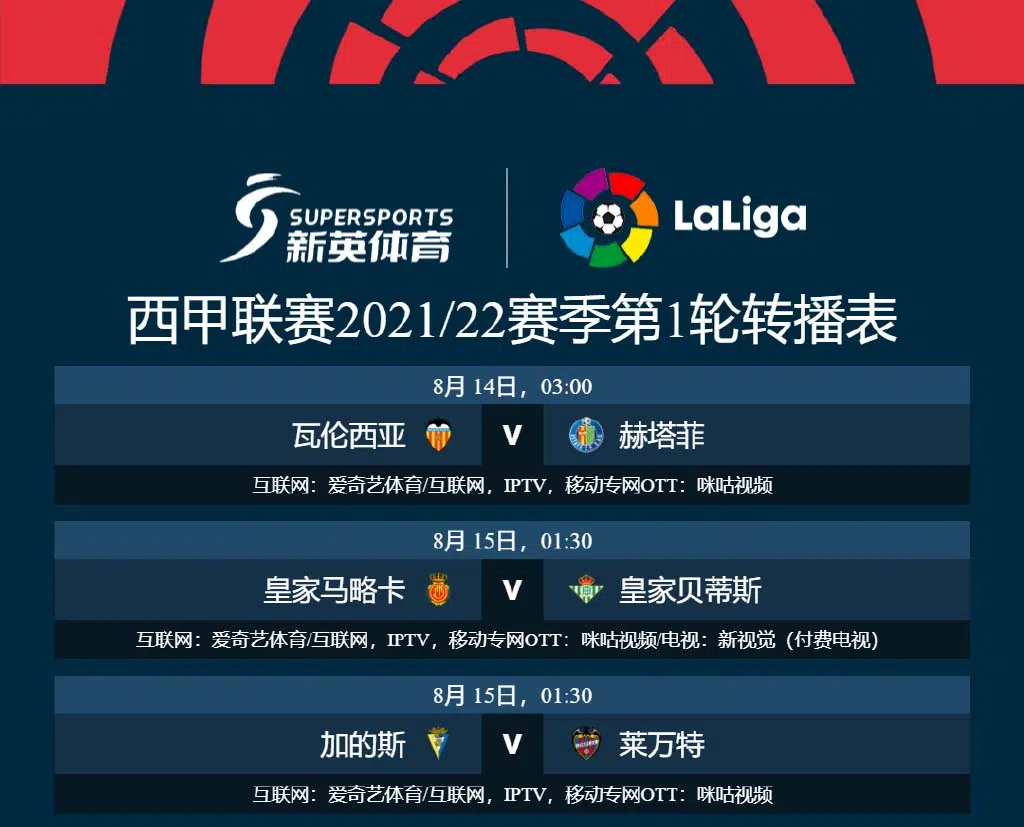 SUPERSPORTS
新英体育
LaLiga
西甲联赛2021/22赛季第1轮转播表
8月 14日，03:00
瓦伦西亚 V 赫塔菲
互联网：爱奇艺体育/互联网，IPTV，移动专网OTT：咪咕视频
8月 15日，01:30
皇家马略卡 V 皇家贝蒂斯
互联网：爱奇艺体育/互联网，IPTV，移动专网OTT：咪咕视频/电视：新视觉（付费电视）
8月 15日，01:30
加的斯 V 莱万特
互联网：爱奇艺体育/互联网，IPTV，移动专网OTT：咪咕视频